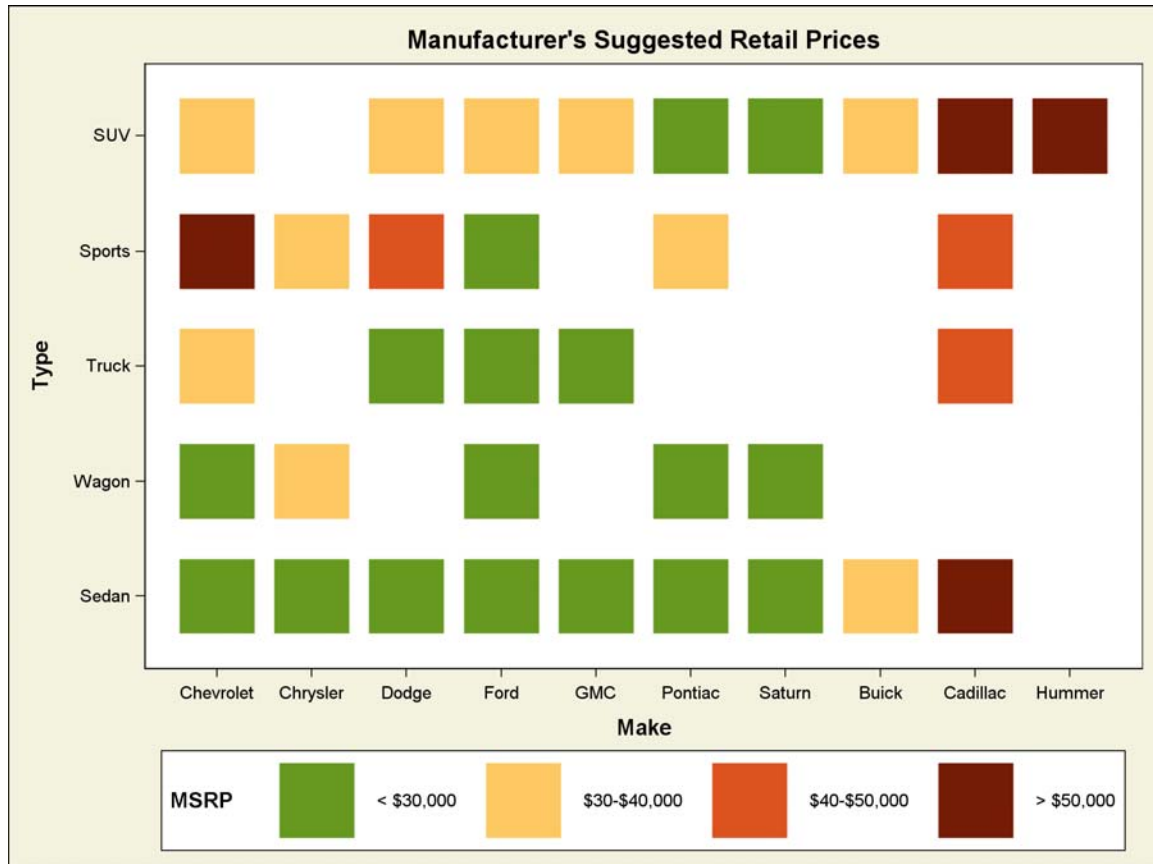 Manufacturer's Suggested Retail Prices
SUV
Sports
Truck
Wagon
Sedan
Type
Chevrolet Chrysler Dodge Ford GMC Pontiac Saturn Buick Cadillac Hummer
Make
MSRP < $30,000 $30-$40,000 $40-$50,000 > $50,000